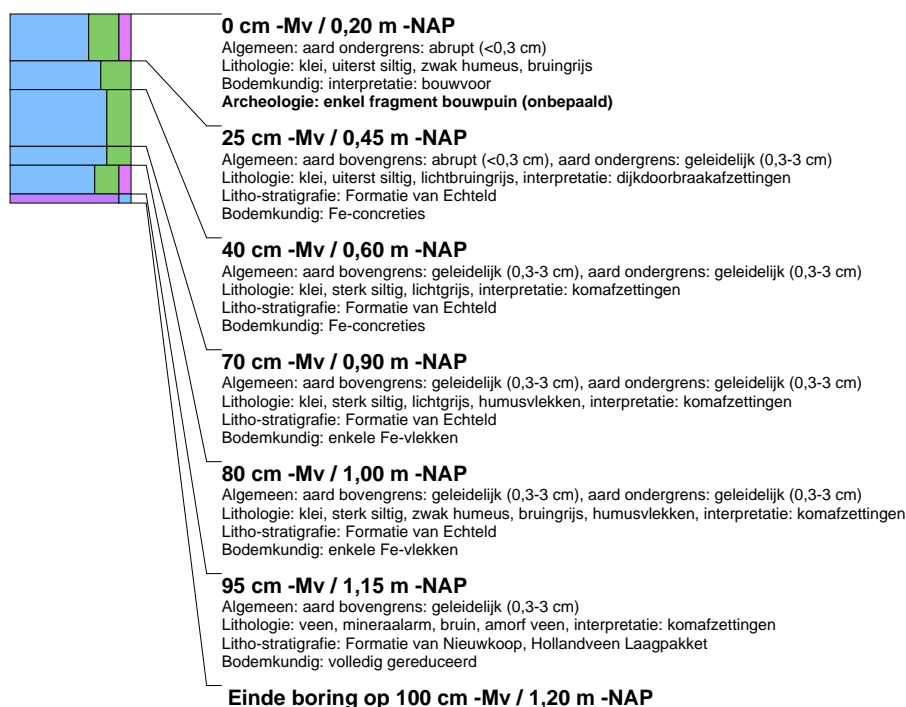 0 cm -Mv / 0,20 m -NAP
Algemeen: aard ondergrens: abrupt (<0,3 cm)
Lithologie: klei, uiterst siltig, zwak humeus, bruingrijs
Bodemkundig: interpretatie: bouwvoor
Archeologie: enkel fragment bouwpuin (onbepaald)
25 cm -Mv / 0,45 m -NAP
Algemeen: aard bovengrens: abrupt (<0,3 cm), aard ondergrens: geleidelijk (0,3-3 cm)
Lithologie: klei, uiterst siltig, lichtbruingrijs, interpretatie: dijkdoorbraakafzettingen
Litho-stratigrafie: Formatie van Echteld
Bodemkundig: Fe-concreties
40 cm -Mv / 0,60 m -NAP
Algemeen: aard bovengrens: geleidelijk (0,3-3 cm), aard ondergrens: geleidelijk (0,3-3 cm)
Lithologie: klei, sterk siltig, lichtgrijs, interpretatie: komafzettingen
Litho-stratigrafie: Formatie van Echteld
Bodemkundig: Fe-concreties
70 cm -Mv / 0,90 m -NAP
Algemeen: aard bovengrens: geleidelijk (0,3-3 cm), aard ondergrens: geleidelijk (0,3-3 cm)
Lithologie: klei, sterk siltig, lichtgrijs, humusvlekken, interpretatie: komafzettingen
Litho-stratigrafie: Formatie van Echteld
Bodemkundig: enkele Fe-vlekken
80 cm -Mv / 1,00 m -NAP
Algemeen: aard bovengrens: geleidelijk (0,3-3 cm), aard ondergrens: geleidelijk (0,3-3 cm)
Lithologie: klei, sterk siltig, zwak humeus, bruingrijs, humusvlekken, interpretatie: komafzettingen
Litho-stratigrafie: Formatie van Echteld
Bodemkundig: enkele Fe-vlekken
95 cm -Mv / 1,15 m -NAP
Algemeen: aard bovengrens: geleidelijk (0,3-3 cm)
Lithologie: veen, mineraalarm, bruin, amorf veen, interpretatie: komafzettingen
Litho-stratigrafie: Formatie van Nieuwkoop, Hollandveen Laagpakket
Bodemkundig: volledig gereduceerd
Einde boring op 100 cm -Mv / 1,20 m -NAP